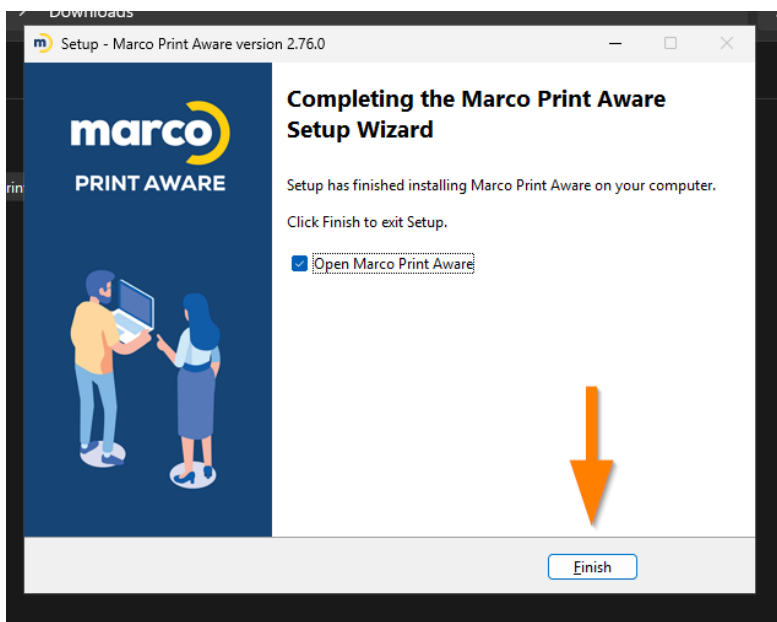 Downloads
Setup - Marco Print Aware version 2.76.0
marco
PRINT AWARE
Completing the Marco Print Aware
Setup Wizard
Setup has finished installing Marco Print Aware on your computer.
Click Finish to exit Setup.
Open Marco Print Aware
Finish